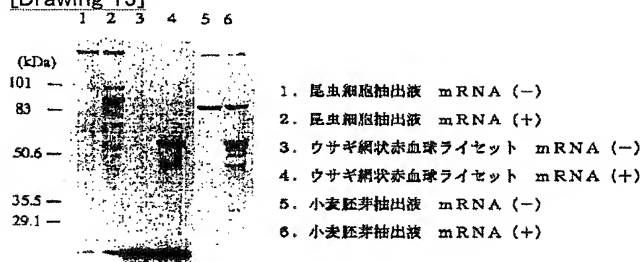 [Drawing 15]
1 2 3 4 5 6
(kDa)
101
83
50.6
35.5
29.1
1. 昆虫細胞抽出液 mRNA (−)
2. 昆虫細胞抽出液 mRNA (+)
3. ウサギ網状赤血球ライセット mRNA (−)
4. ウサギ網状赤血球ライセット mRNA (+)
5. 小麦胚芽抽出液 mRNA (−)
6. 小麦胚芽抽出液 mRNA (+)